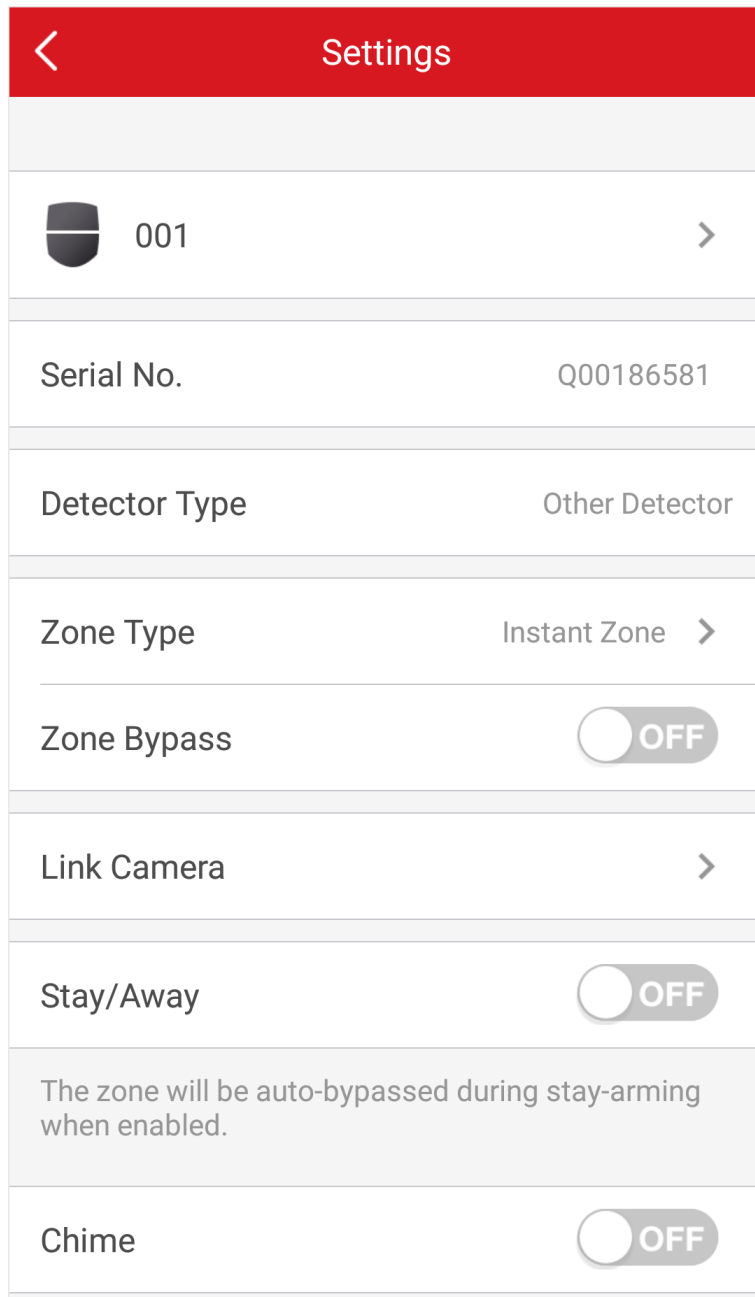 Settings
001
Serial No. Q00186581
Detector Type Other Detector
Zone Type Instant Zone
Zone Bypass OFF
Link Camera
Stay/Away OFF
The zone will be auto-bypassed during stay-arming
when enabled.
Chime OFF